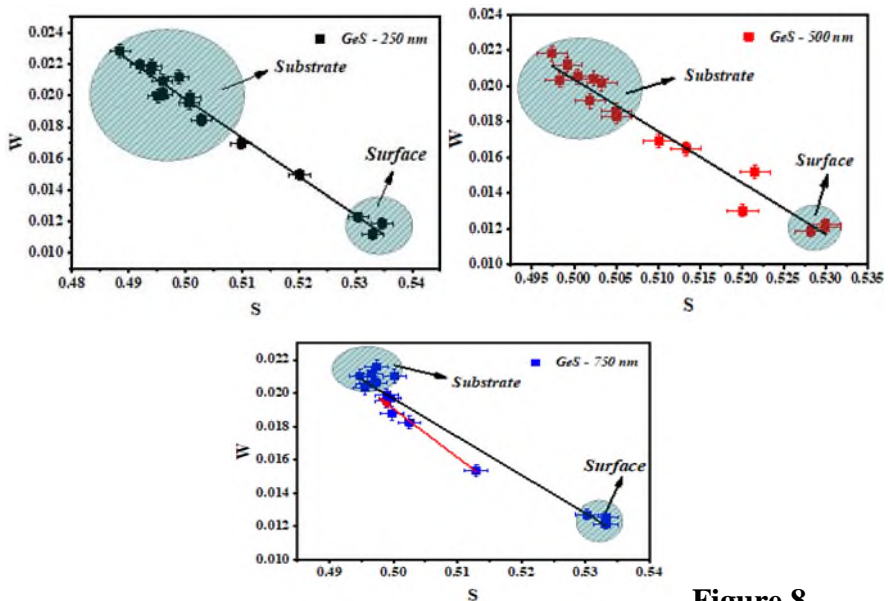 GeS - 250 nm
Substrate
Surface
W
0.024
0.022
0.020
0.018
0.016
0.014
0.012
0.010
0.48 0.49 0.50 0.51 0.52 0.53 0.54
S
GeS - 500 nm
Substrate
Surface
W
0.024
0.022
0.020
0.018
0.016
0.014
0.012
0.010
0.495 0.500 0.505 0.510 0.515 0.520 0.525 0.530 0.535
S
GeS - 750 nm
Substrate
Surface
W
0.022
0.020
0.018
0.016
0.014
0.012
0.010
0.49 0.50 0.51 0.52 0.53 0.54
S
Figure 8